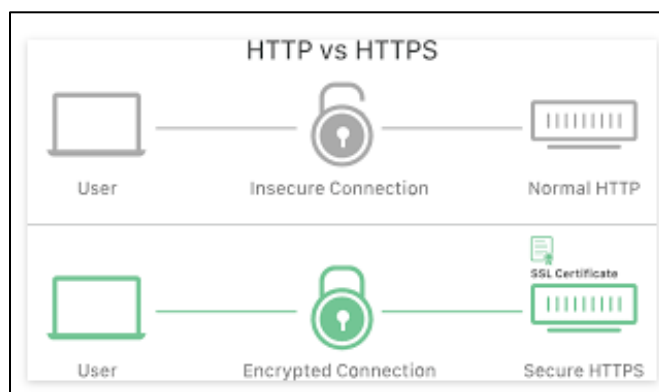 HTTP vs HTTPS
User Insecure Connection Normal HTTP
SSL Certificate
User Encrypted Connection Secure HTTPS